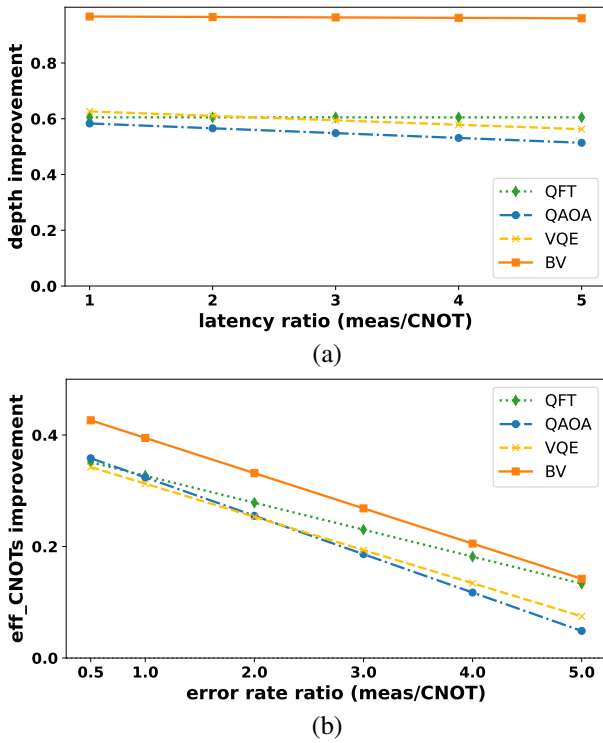 depth improvement
0.8
0.6
0.4
0.2
0.0
QFT
QAOA
VQE
BV
1 2 3 4 5
latency ratio (meas/CNOT)
(a)
eff_CNOTs improvement
0.4
0.2
0.0
QFT
QAOA
VQE
BV
0.5 1.0 2.0 3.0 4.0 5.0
error rate ratio (meas/CNOT)
(b)